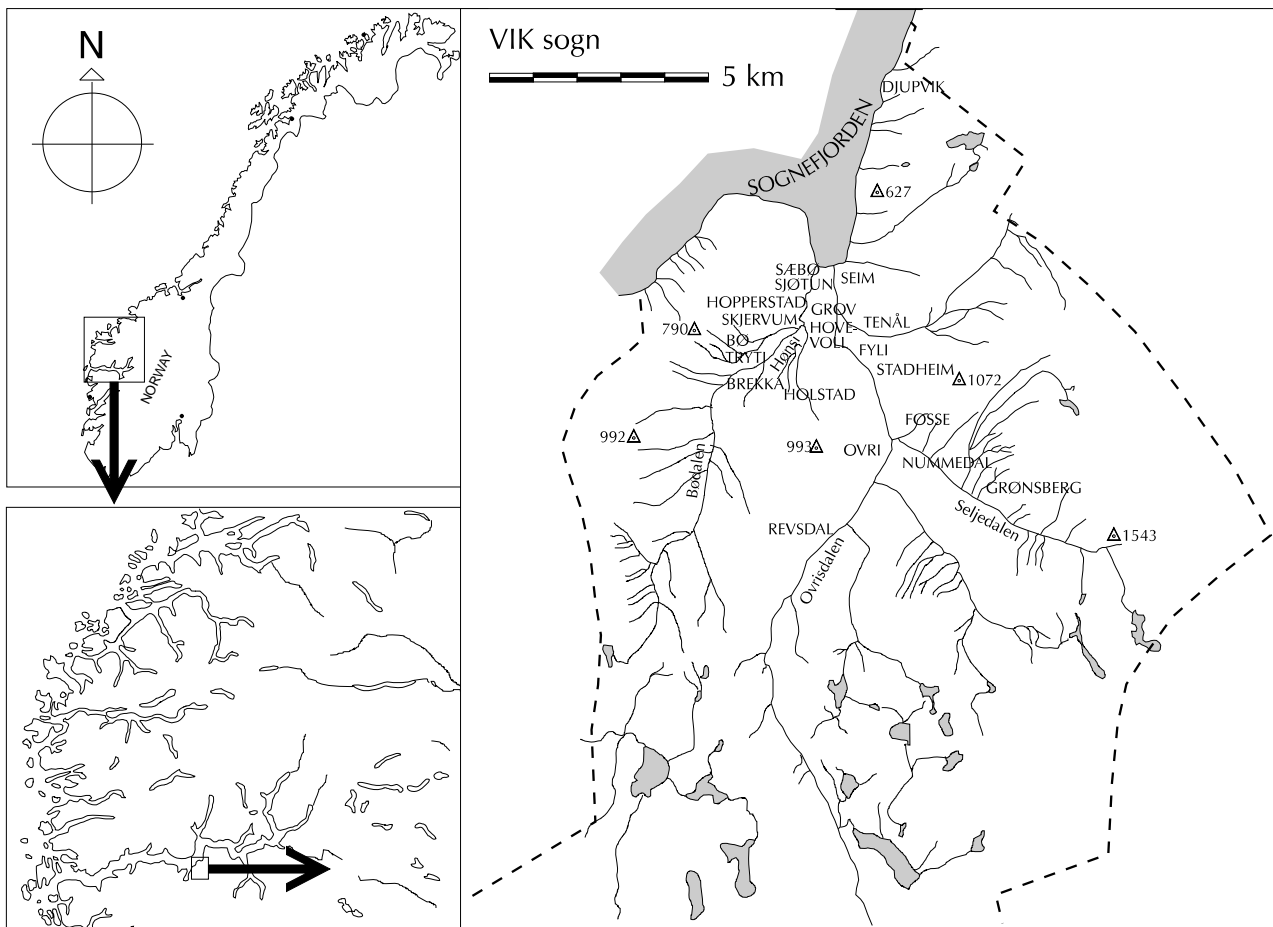 N
NORWAY
VIK sogn
5 km
DJUPVIK
SOGNEFJORDEN
627
SÆBØ
SJØTUN
SEIM
HOPPERSTAD
GROV
SKJERVUM
HOVE-
TENÅL
790
BØ
VOLL
FYLI
TRYTI
Hønsi
STADHEIM
1072
BREKKA
HOLSTAD
FOSSE
992
993
OVRI
NUMMEDAL
Bødalen
GRØNSBERG
Seljedalen
REVSDAL
1543
Ovrisdalen